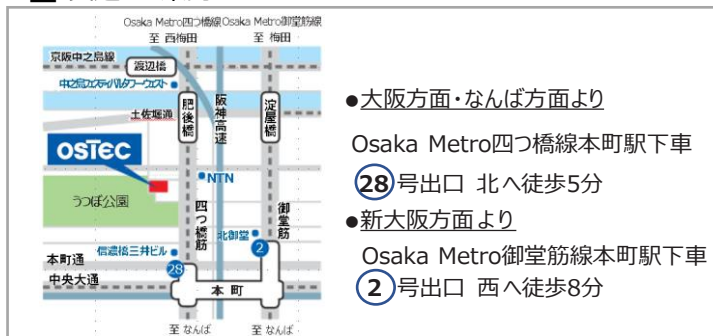 Osaka Metro四つ橋線 Osaka Metro御堂筋線
至 西梅田 至 梅田
京阪中之島線
渡辺橋
中之島フェスティバルタワー・ウエスト
土佐堀通
肥後橋
阪神高速
淀屋橋
OSTEC
NTN
うつぼ公園
四つ橋筋
御堂筋
北御堂
2
信濃橋三井ビル
28
本町通
中央大通
本町
至 なんば 至 なんば
●大阪方面・なんば方面より
Osaka Metro四つ橋線本町駅下車
28号出口 北へ徒歩5分
●新大阪方面より
Osaka Metro御堂筋線本町駅下車
2号出口 西へ徒歩8分